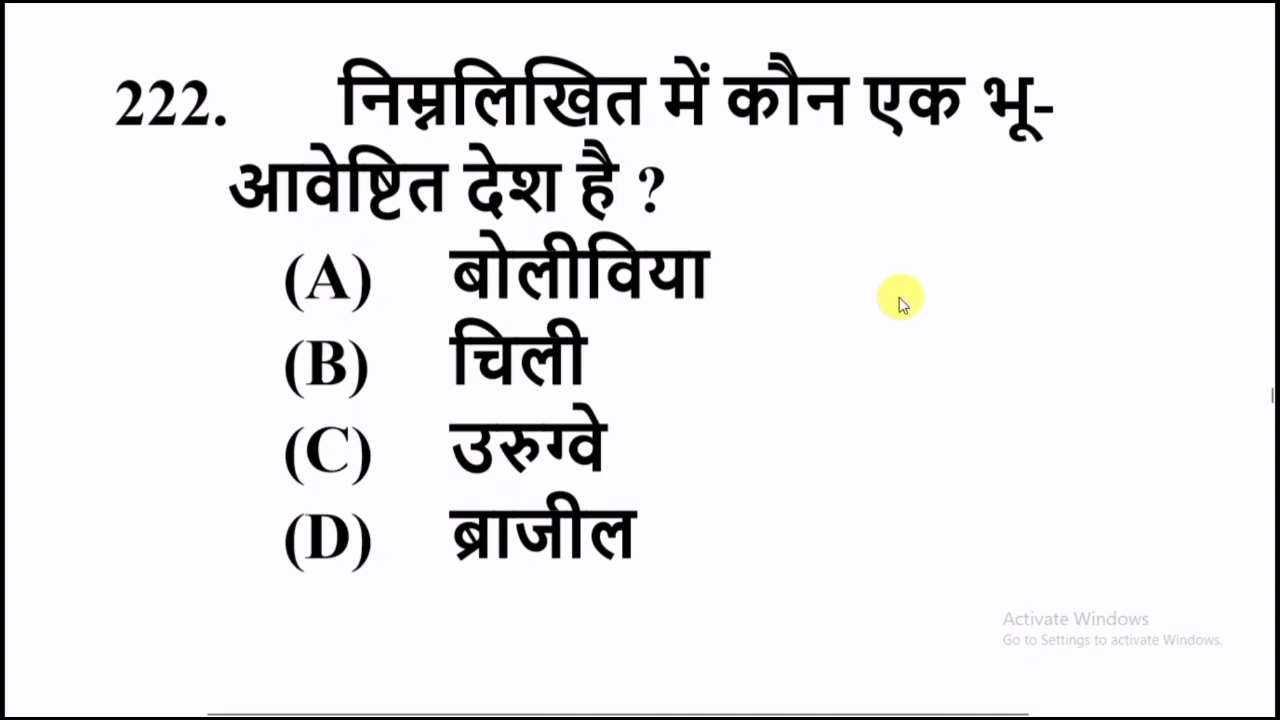 222. निम्नलिखित में कौन एक भू-
आवेष्टित देश है ?
(A) बोलीविया
(B) चिली
(C) उरुग्वे
(D) ब्राजील
Activate Windows
Go to Settings to activate Windows.